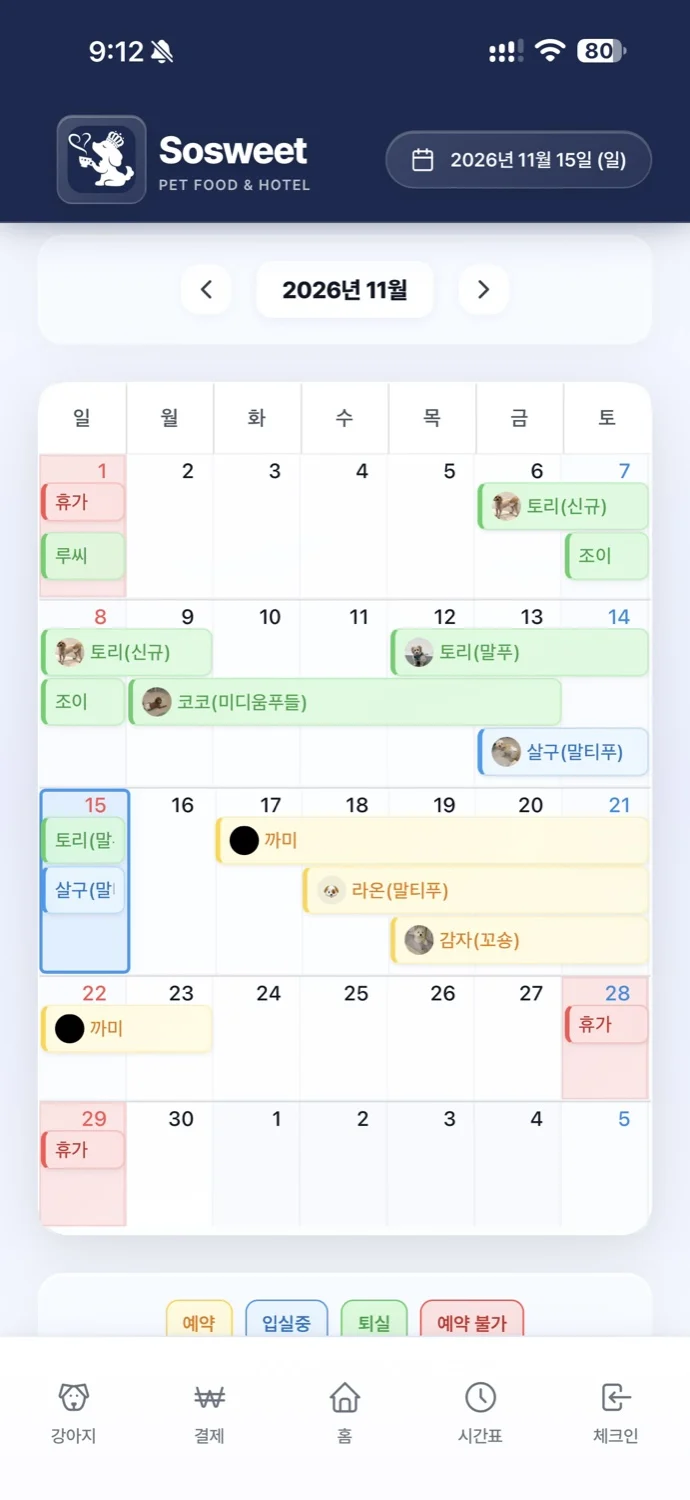 9:12
80
Sosweet
PET FOOD & HOTEL
2026년 11월 15일 (일)
2026년 11월
일 월 화 수 목 금 토
1 2 3 4 5 6 7
휴가
토리(신규)
루씨
조이
8 9 10 11 12 13 14
토리(신규)
토리(말푸)
조이
코코(미디움푸들)
살구(말티푸)
15 16 17 18 19 20 21
토리(말
까미
살구(말
라온(말티푸)
감자(꼬숑)
22 23 24 25 26 27 28
까미
휴가
29 30 1 2 3 4 5
휴가
예약 입실중 퇴실 예약 불가
강아지 결제 홈 시간표 체크인